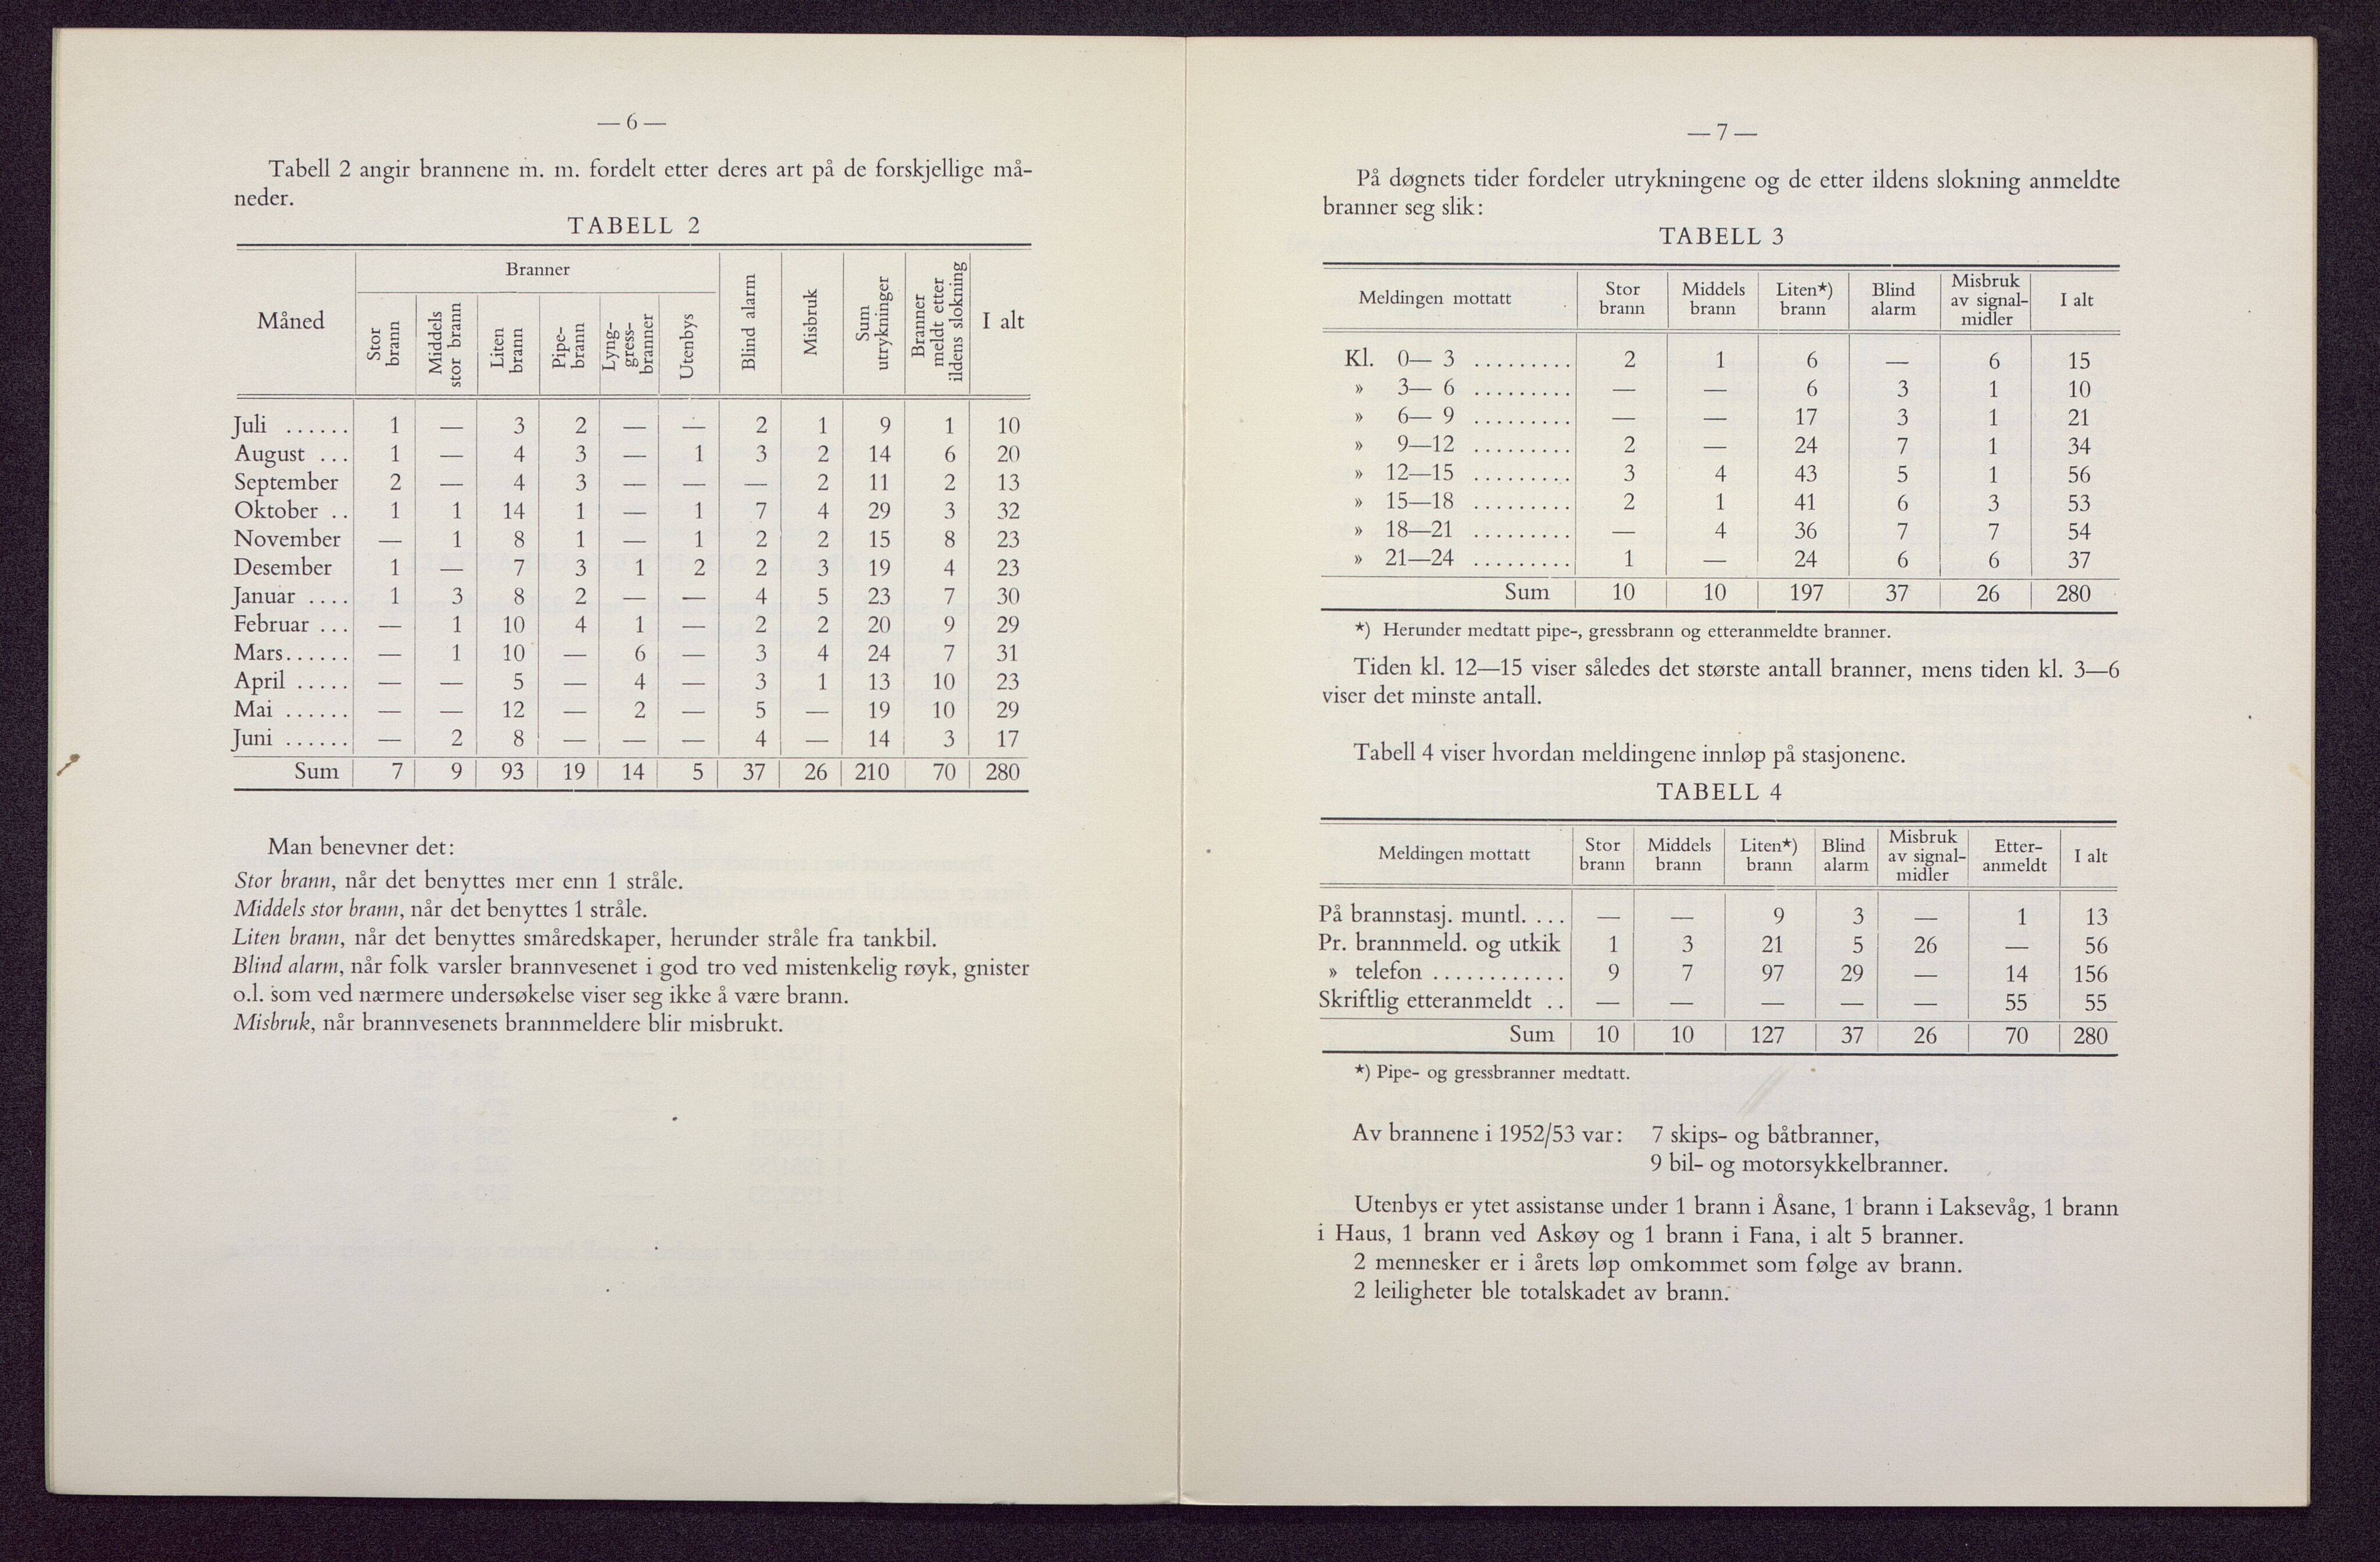 — 6 —
Tabell 2 angir brannene m. m. fordelt etter deres art på de forskjellige må-
neder.
TABELL 2
Måned | Branner | Blind alarm | Misbruk | Sum utrykninger | Branner meldt etter ildens slokning | I alt
Stor brann | Middels stor brann | Liten brann | Pipe- brann | Lyng- gress- branner | Utenbys
Juli ...... 1 — 3 2 — — 2 1 9 1 10
August ... 1 — 4 3 — 1 3 2 14 6 20
September 2 — 4 3 — — — 2 11 2 13
Oktober .. 1 1 14 1 — 1 7 4 29 3 32
November — 1 8 1 — 1 2 2 15 8 23
Desember 1 — 7 3 1 2 2 3 19 4 23
Januar .... 1 3 8 2 — — 4 5 23 7 30
Februar ... — 1 10 4 1 — 2 2 20 9 29
Mars...... — 1 10 — 6 — 3 4 24 7 31
April ..... — — 5 — 4 — 3 1 13 10 23
Mai ...... — — 12 — 2 — 5 — 19 10 29
Juni ...... — 2 8 — — — 4 — 14 3 17
Sum 7 9 93 19 14 5 37 26 210 70 280
Man benevner det:
Stor brann, når det benyttes mer enn 1 stråle.
Middels stor brann, når det benyttes 1 stråle.
Liten brann, når det benyttes småredskaper, herunder stråle fra tankbil.
Blind alarm, når folk varsler brannvesenet i god tro ved mistenkelig røyk, gnister
o.l. som ved nærmere undersøkelse viser seg ikke å være brann.
Misbruk, når brannvesenets brannmeldere blir misbrukt.
— 7 —
På døgnets tider fordeler utrykningene og de etter ildens slokning anmeldte
branner seg slik:
TABELL 3
Meldingen mottatt | Stor brann | Middels brann | Liten*) brann | Blind alarm | Misbruk av signal- midler | I alt
Kl. 0— 3 ......... 2 1 6 — 6 15
» 3— 6 ......... — — 6 3 1 10
» 6— 9 ......... — — 17 3 1 21
» 9—12 ......... 2 — 24 7 1 34
» 12—15 ......... 3 4 43 5 1 56
» 15—18 ......... 2 1 41 6 3 53
» 18—21 ......... — 4 36 7 7 54
» 21—24 ......... 1 — 24 6 6 37
Sum 10 10 197 37 26 280
*) Herunder medtatt pipe-, gressbrann og etteranmeldte branner.
Tiden kl. 12—15 viser således det største antall branner, mens tiden kl. 3—6
viser det minste antall.
Tabell 4 viser hvordan meldingene innløp på stasjonene.
TABELL 4
Meldingen mottatt | Stor brann | Middels brann | Liten*) brann | Blind alarm | Misbruk av signal- midler | Etter- anmeldt | I alt
På brannstasj. muntl. ... — — 9 3 — 1 13
Pr. brannmeld. og utkik 1 3 21 5 26 — 56
» telefon ............ 9 7 97 29 — 14 156
Skriftlig etteranmeldt .. — — — — — 55 55
Sum 10 10 127 37 26 70 280
*) Pipe- og gressbranner medtatt.
Av brannene i 1952/53 var: 7 skips- og båtbranner,
9 bil- og motorsykkelbranner.
Utenbys er ytet assistanse under 1 brann i Åsane, 1 brann i Laksevåg, 1 brann
i Haus, 1 brann ved Askøy og 1 brann i Fana, i alt 5 branner.
2 mennesker er i årets løp omkommet som følge av brann.
2 leiligheter ble totalskadet av brann.